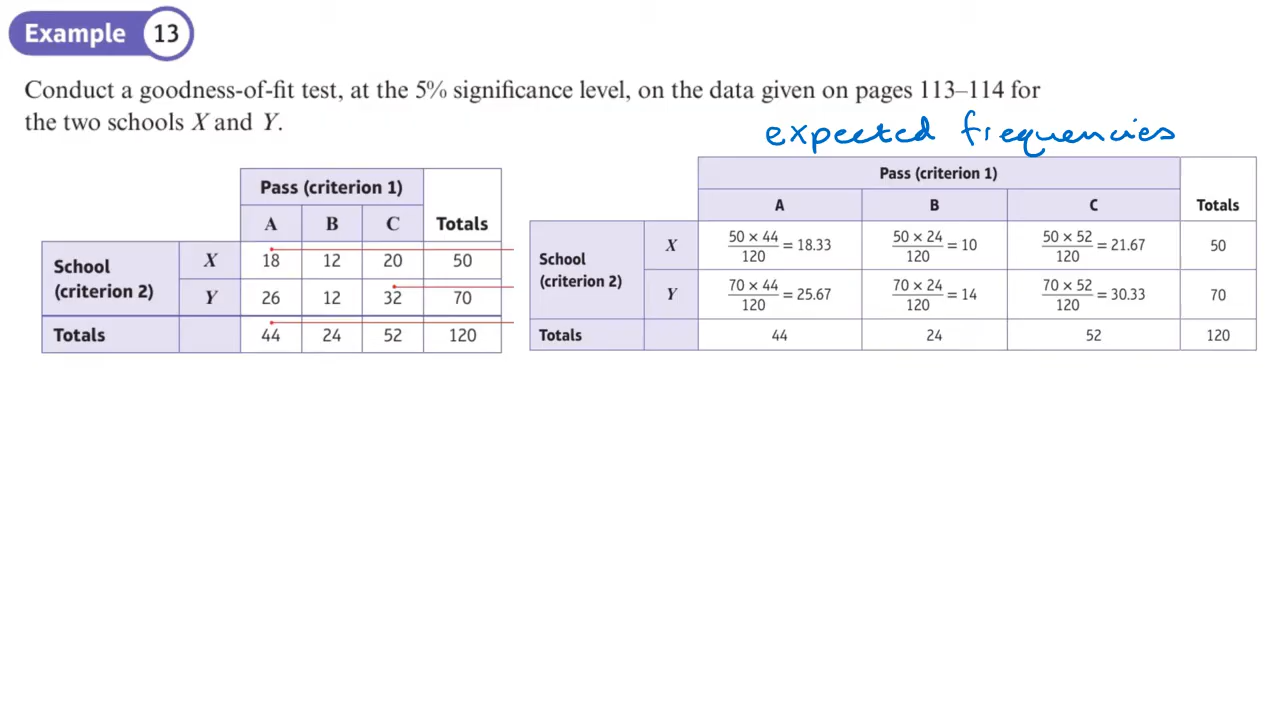 Example 13
Conduct a goodness-of-fit test, at the 5% significance level, on the data given on pages 113–114 for
the two schools X and Y.
expected frequencies
Pass (criterion 1)
A B C Totals
School (criterion 2) X 18 12 20 50
Y 26 12 32 70
Totals 44 24 52 120
Pass (criterion 1)
A B C Totals
School (criterion 2) X 50 × 44 / 120 = 18.33 50 × 24 / 120 = 10 50 × 52 / 120 = 21.67 50
Y 70 × 44 / 120 = 25.67 70 × 24 / 120 = 14 70 × 52 / 120 = 30.33 70
Totals 44 24 52 120